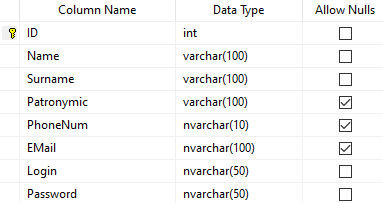 Column Name Data Type Allow Nulls
ID int
Name varchar(100)
Surname varchar(100)
Patronymic varchar(100)
PhoneNum nvarchar(10)
EMail nvarchar(100)
Login nvarchar(50)
Password nvarchar(50)